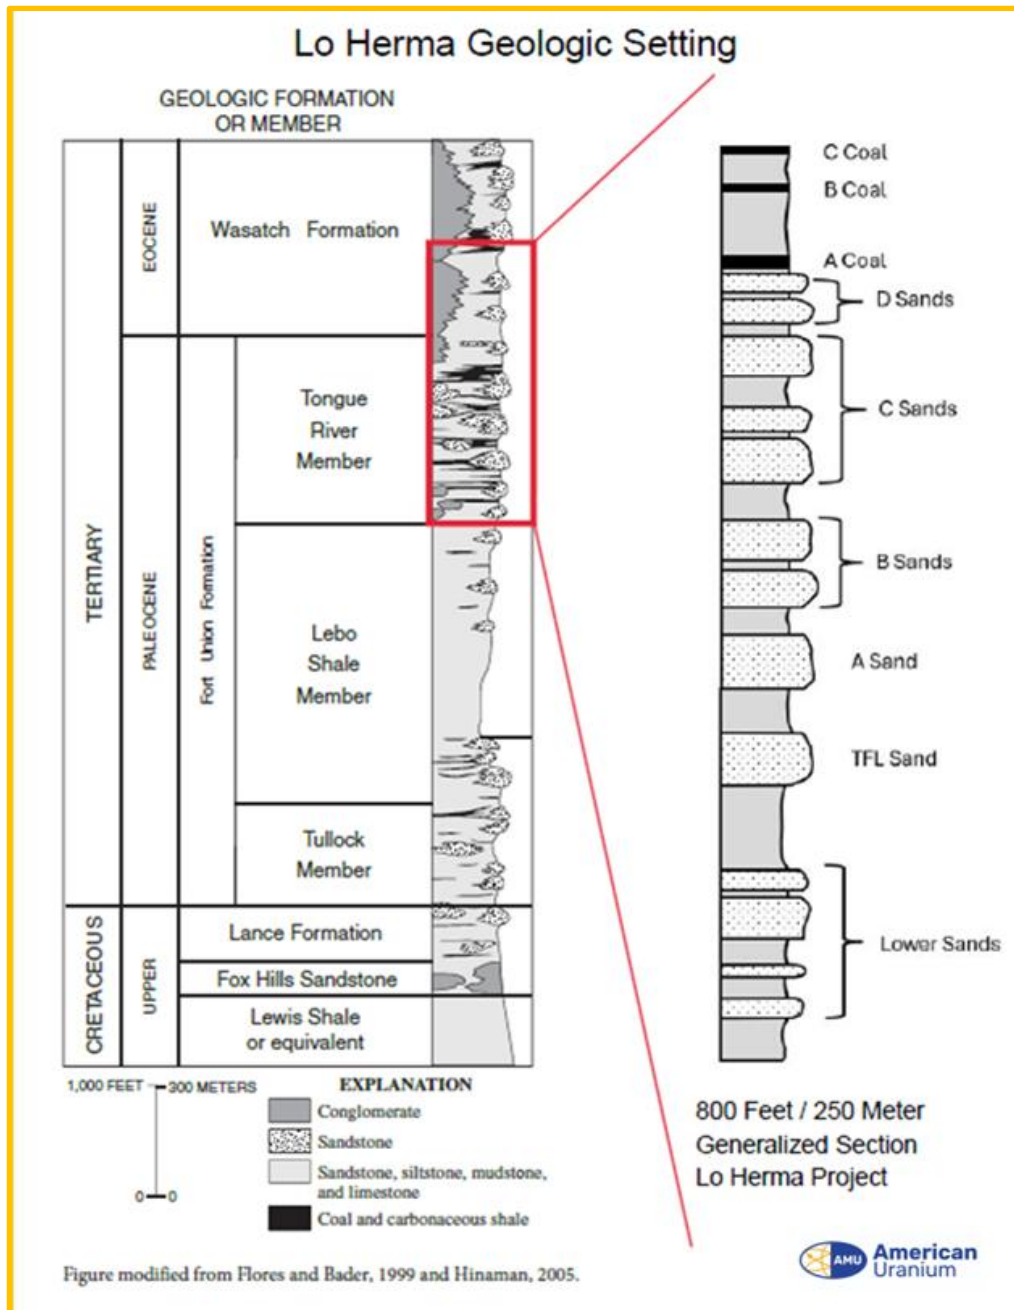 Lo Herma Geologic Setting
GEOLOGIC FORMATION
OR MEMBER
TERTIARY
CRETACEOUS
EOCENE
PALEOCENE
UPPER
Fort Union Formation
Wasatch Formation
Tongue
River
Member
Lebo
Shale
Member
Tullock
Member
Lance Formation
Fox Hills Sandstone
Lewis Shale
or equivalent
C Coal
B Coal
A Coal
D Sands
C Sands
B Sands
A Sand
TFL Sand
Lower Sands
1,000 FEET 300 METERS
0 0
EXPLANATION
Conglomerate
Sandstone
Sandstone, siltstone, mudstone,
and limestone
Coal and carbonaceous shale
800 Feet / 250 Meter
Generalized Section
Lo Herma Project
Figure modified from Flores and Bader, 1999 and Hinaman, 2005.
AMU
American
Uranium